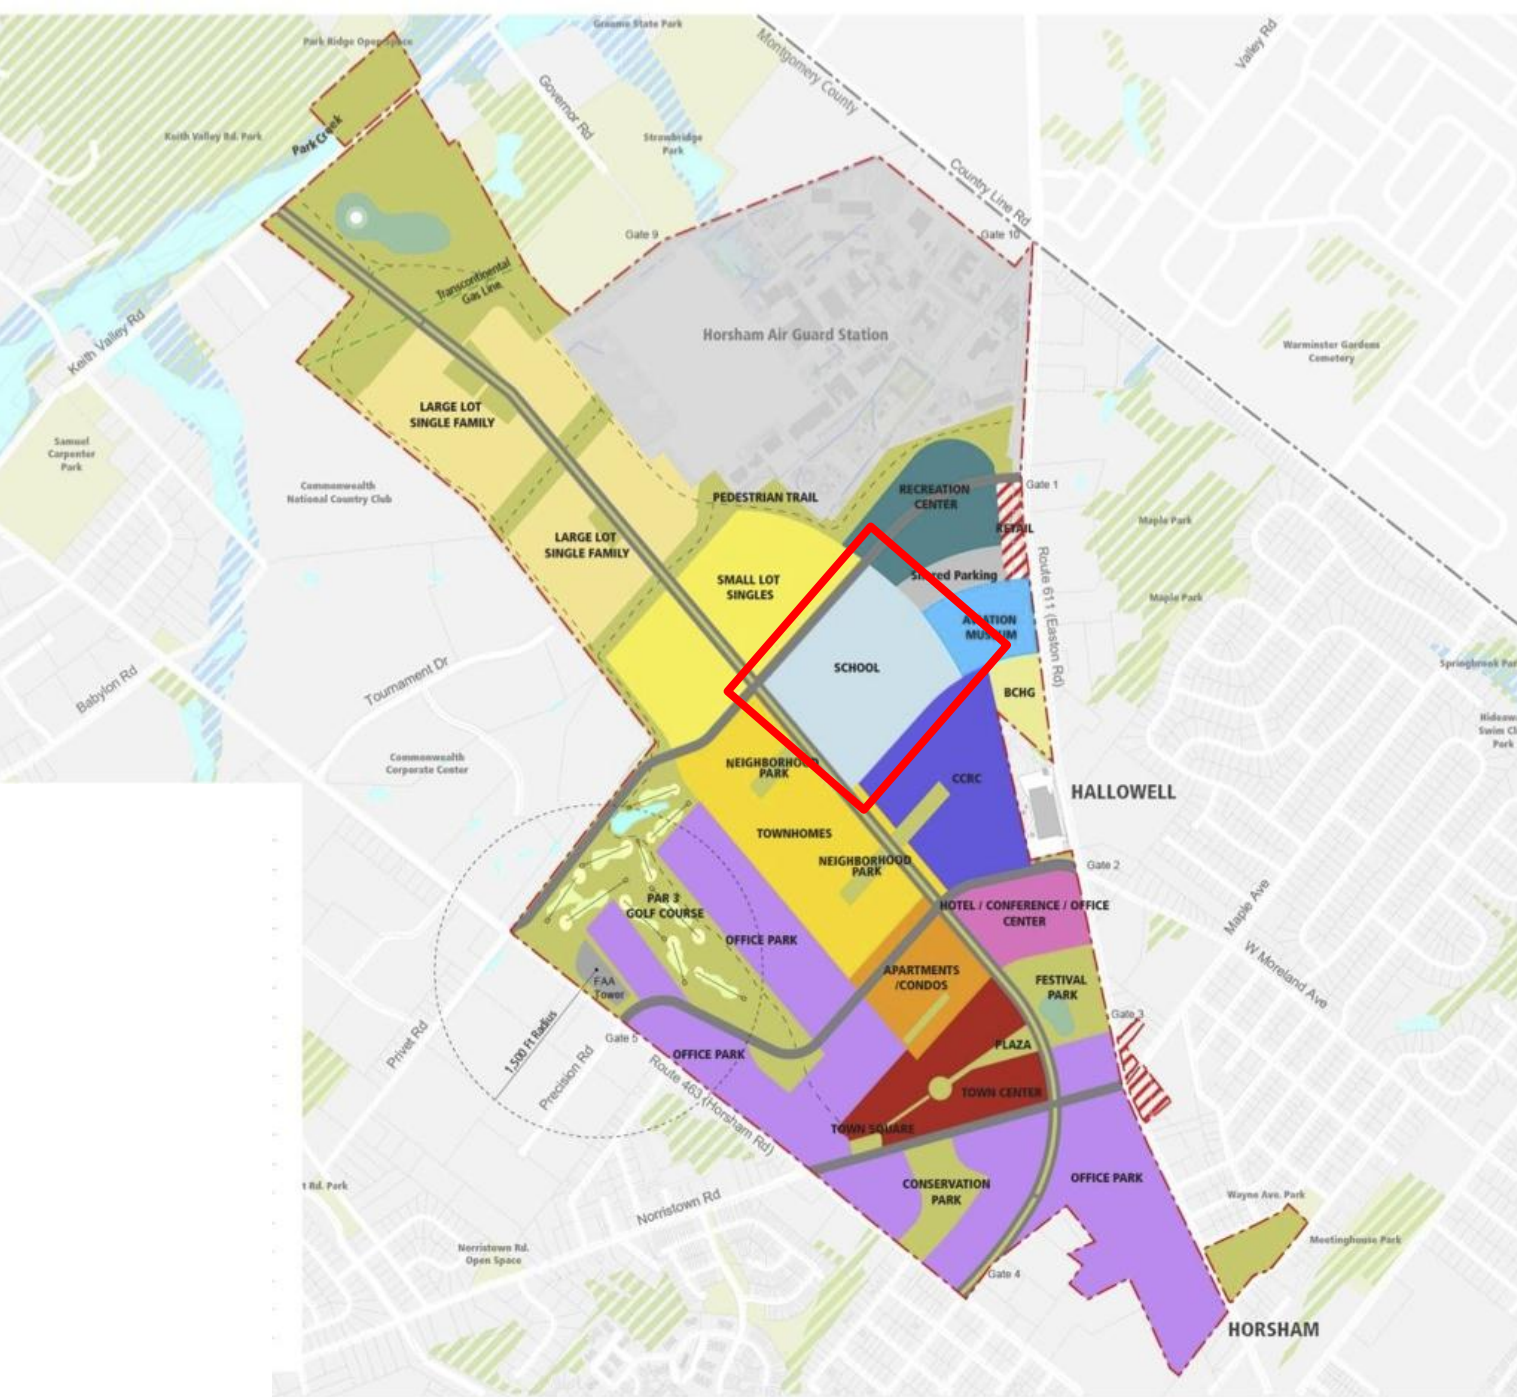 Graeme State Park
Park Ridge Open Space
Montgomery County
Valley Rd
Governor Rd
Keith Valley Rd. Park
Park Creek
Strawbridge
Park
Country Line Rd
Gate 9
Gate 10
Transcontinental
Gas Line
Keith Valley Rd
Horsham Air Guard Station
Warminster Gardens
Cemetery
LARGE LOT
SINGLE FAMILY
Samuel
Carpenter
Park
Commonwealth
National Country Club
PEDESTRIAN TRAIL
RECREATION
CENTER
Gate 1
RETAIL
Maple Park
LARGE LOT
SINGLE FAMILY
SMALL LOT
SINGLES
Shared Parking
Route 611 (Easton Rd)
Maple Park
AVIATION
MUSEUM
SCHOOL
Springbrook Par
Babylon Rd
Tournament Dr
BCHG
Hideaw
Swim Cl
Park
Commonwealth
Corporate Center
NEIGHBORHOOD
PARK
CCRC
HALLOWELL
TOWNHOMES
NEIGHBORHOOD
PARK
Gate 2
PAR 3
GOLF COURSE
HOTEL / CONFERENCE / OFFICE
CENTER
Maple Ave
OFFICE PARK
W Moreland Ave
APARTMENTS
/CONDOS
FAA
Tower
FESTIVAL
PARK
1,500 Ft Radius
Privet Rd
Gate 5
Gate 3
Precision Rd
OFFICE PARK
PLAZA
Route 463 (Horsham Rd)
TOWN CENTER
TOWN SQUARE
t Rd. Park
CONSERVATION
PARK
OFFICE PARK
Norristown Rd
Wayne Ave. Park
Norristown Rd.
Open Space
Meetinghouse Park
Gate 4
HORSHAM